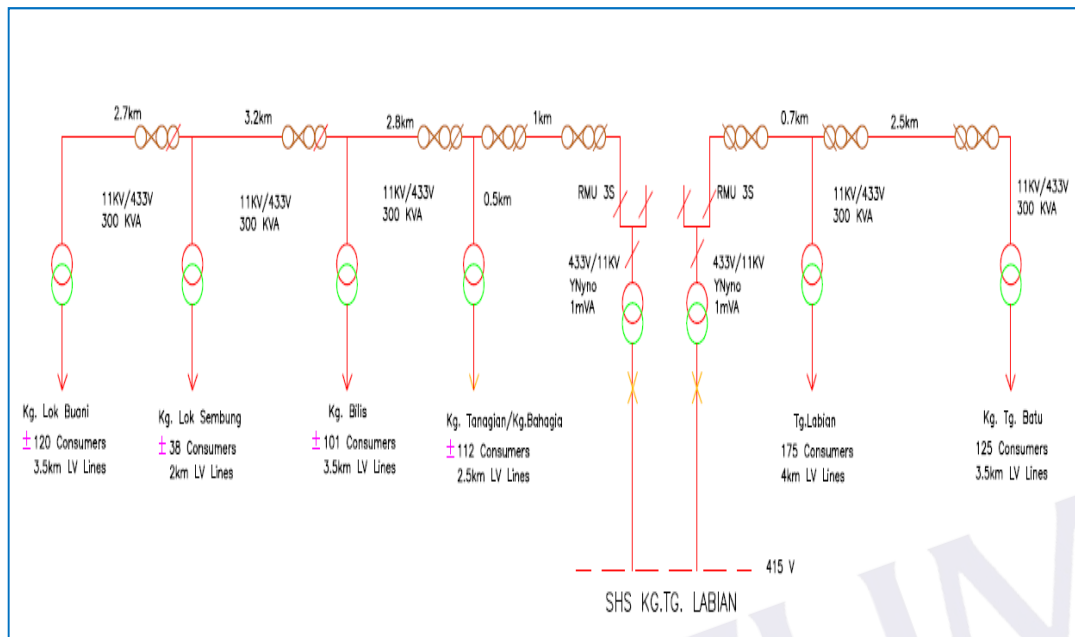 2.7km
3.2km
2.8km
1km
0.7km
2.5km
11KV/433V
300 KVA
11KV/433V
300 KVA
11KV/433V
300 KVA
0.5km
RMU 3S
RMU 3S
11KV/433V
300 KVA
11KV/433V
300 KVA
433V/11KV
YNyno
1mVA
433V/11KV
YNyno
1mVA
Kg. Lok Buani
±120 Consumers
3.5km LV Lines
Kg. Lok Sembung
± 38 Consumers
2km LV Lines
Kg. Bilis
± 101 Consumers
3.5km LV Lines
Kg. Tanagian/Kg.Bahagia
±112 Consumers
2.5km LV Lines
Tg.Labian
175 Consumers
4km LV Lines
Kg. Tg. Batu
125 Consumers
3.5km LV Lines
415 V
SHS KG.TG. LABIAN